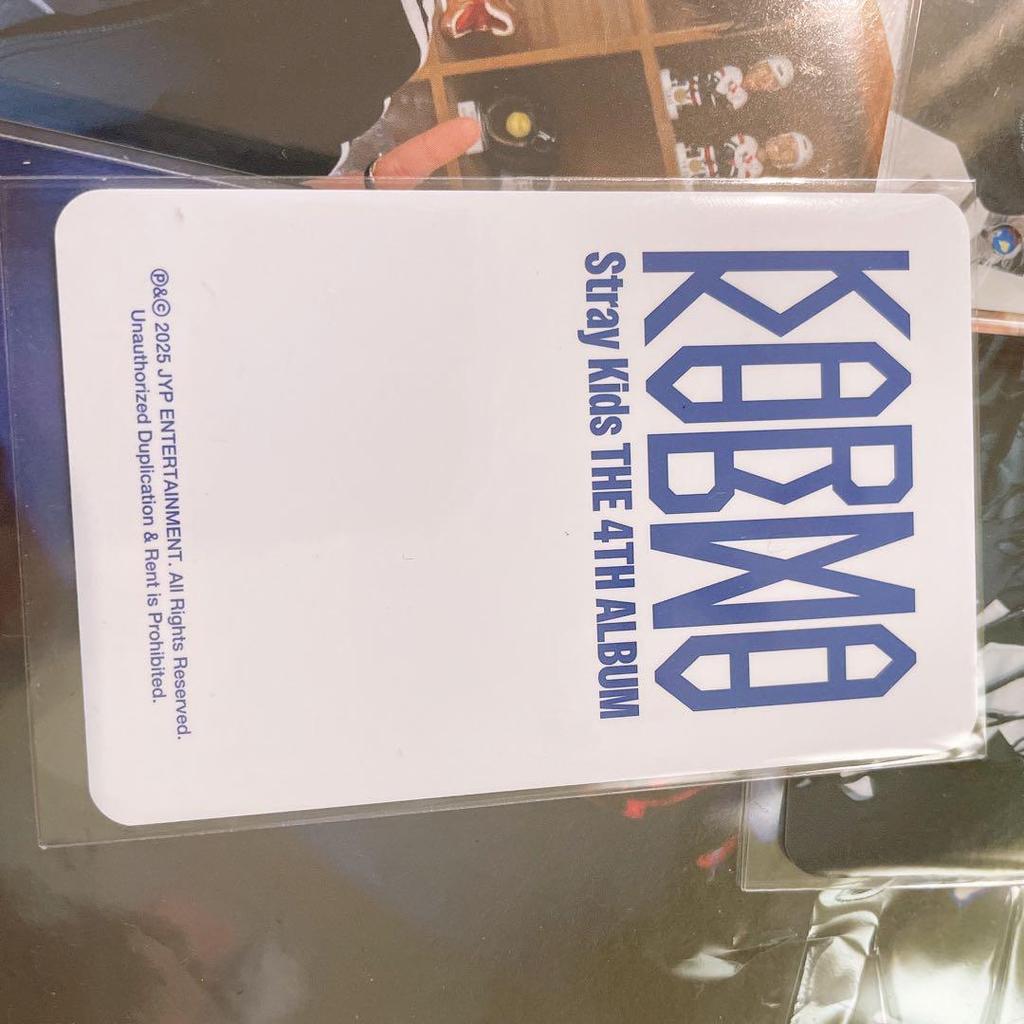 KARMA
Stray Kids THE 4TH ALBUM
℗&© 2025 JYP ENTERTAINMENT. All Rights Reserved.
Unauthorized Duplication & Rent is Prohibited.